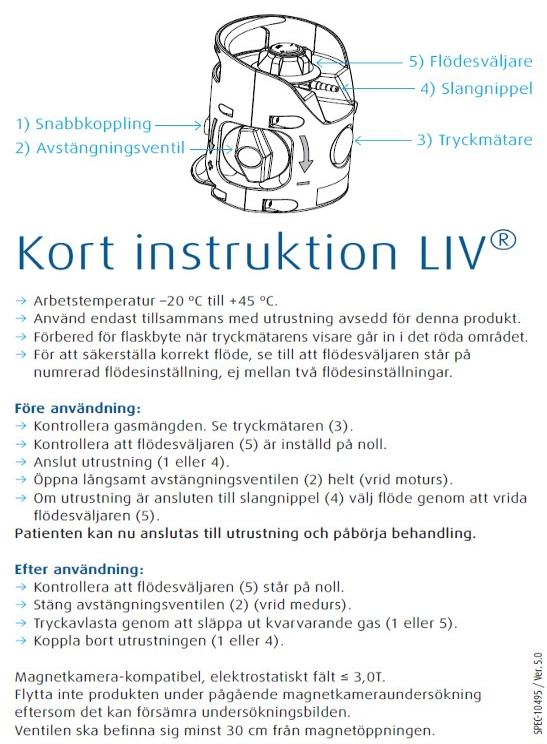 5) Flödesväljare
4) Slangnippel
1) Snabbkoppling
2) Avstängningsventil
3) Tryckmätare
Kort instruktion LIV®
→ Arbetstemperatur –20 ºC till +45 ºC.
→ Använd endast tillsammans med utrustning avsedd för denna produkt.
→ Förbered för flaskbyte när tryckmätarens visare går in i det röda området.
→ För att säkerställa korrekt flöde, se till att flödesväljaren står på
numrerad flödesinställning, ej mellan två flödesinställningar.
Före användning:
→ Kontrollera gasmängden. Se tryckmätaren (3).
→ Kontrollera att flödesväljaren (5) är inställd på noll.
→ Anslut utrustning (1 eller 4).
→ Öppna långsamt avstängningsventilen (2) helt (vrid moturs).
→ Om utrustning är ansluten till slangnippel (4) välj flöde genom att vrida
flödesväljaren (5).
Patienten kan nu anslutas till utrustning och påbörja behandling.
Efter användning:
→ Kontrollera att flödesväljaren (5) står på noll.
→ Stäng avstängningsventilen (2) (vrid medurs).
→ Tryckavlasta genom att släppa ut kvarvarande gas (1 eller 5).
→ Koppla bort utrustningen (1 eller 4).
Magnetkamera-kompatibel, elektrostatiskt fält ≤ 3,0T.
Flytta inte produkten under pågående magnetkameraundersökning
eftersom det kan försämra undersökningsbilden.
Ventilen ska befinna sig minst 30 cm från magnetöppningen.
SPEC-10495 / Ver. 5.0